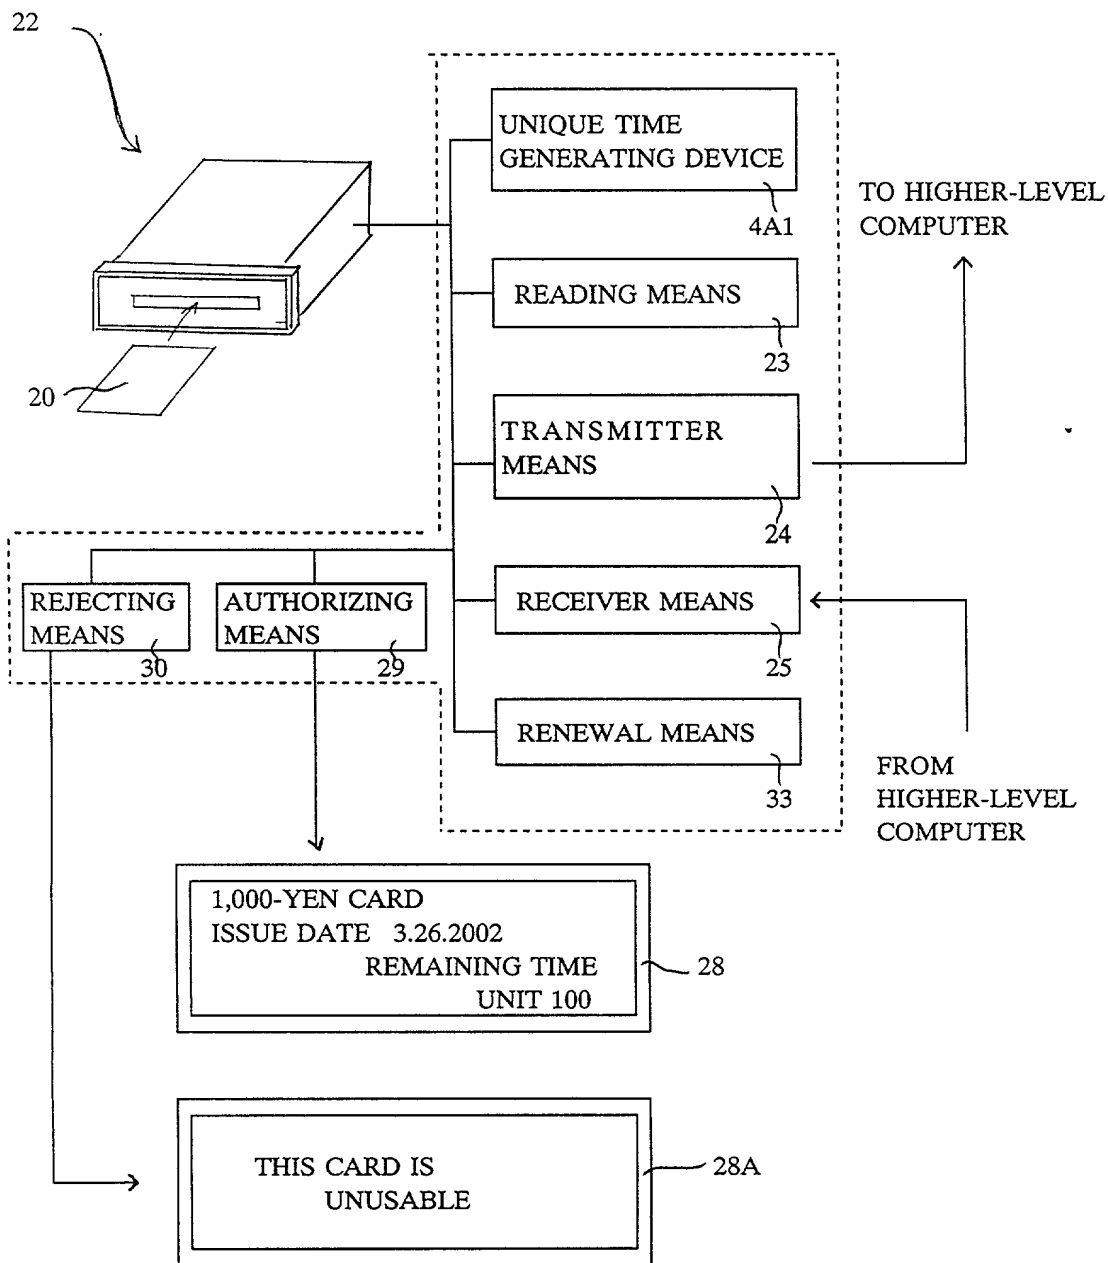 22
UNIQUE TIME
GENERATING DEVICE
4A1
TO HIGHER-LEVEL
COMPUTER
READING MEANS
23
20
TRANSMITTER
MEANS
24
REJECTING
MEANS
30
AUTHORIZING
MEANS
29
RECEIVER MEANS
25
RENEWAL MEANS
33
FROM
HIGHER-LEVEL
COMPUTER
1,000-YEN CARD
ISSUE DATE 3.26.2002
REMAINING TIME
UNIT 100
28
THIS CARD IS
UNUSABLE
28A